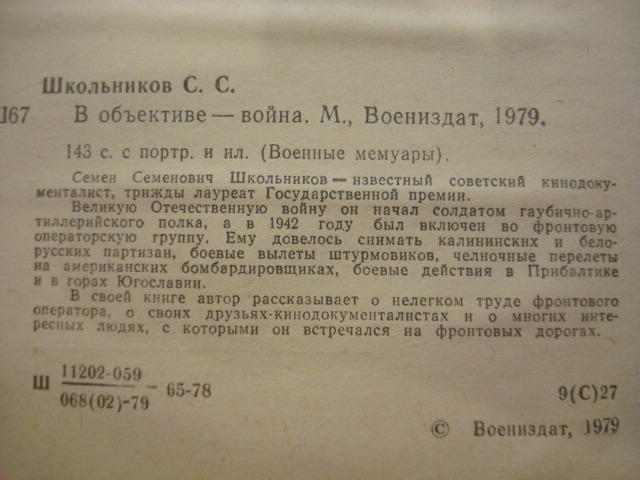 Школьников С. С.
Ш67 В объективе — война. М., Воениздат, 1979.
143 с. с портр. и ил. (Военные мемуары).
Семен Семенович Школьников — известный советский кинодоку-
менталист, трижды лауреат Государственной премии.
Великую Отечественную войну он начал солдатом гаубично-ар-
тиллерийского полка, а в 1942 году был включен во фронтовую
операторскую группу. Ему довелось снимать калининских и бело-
русских партизан, боевые вылеты штурмовиков, челночные перелеты
на американских бомбардировщиках, боевые действия в Прибалтике
и в горах Югославии.
В своей книге автор рассказывает о нелегком труде фронтового
оператора, о своих друзьях-кинодокументалистах и о многих инте-
ресных людях, с которыми он встречался на фронтовых дорогах.
Ш 11202-059
068(02)-79 — 65-78
9(С)27
© Воениздат, 1979